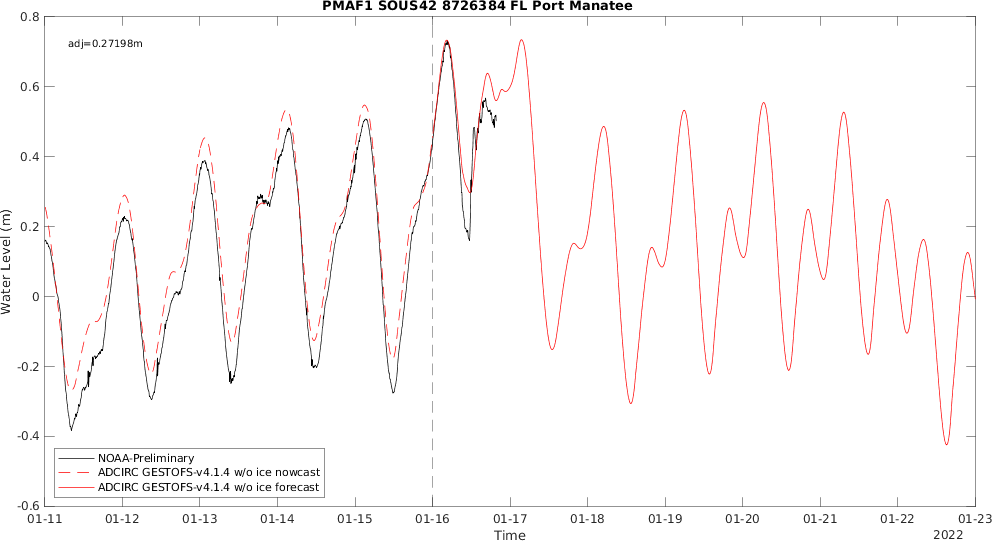 PMAF1 SOUS42 8726384 FL Port Manatee
adj=0.27198m
0.8
0.6
0.4
0.2
0
-0.2
-0.4
-0.6
Water Level (m)
NOAA-Preliminary
ADCIRC GESTOFS-v4.1.4 w/o ice nowcast
ADCIRC GESTOFS-v4.1.4 w/o ice forecast
01-11 01-12 01-13 01-14 01-15 01-16 01-17 01-18 01-19 01-20 01-21 01-22 01-23
Time
2022